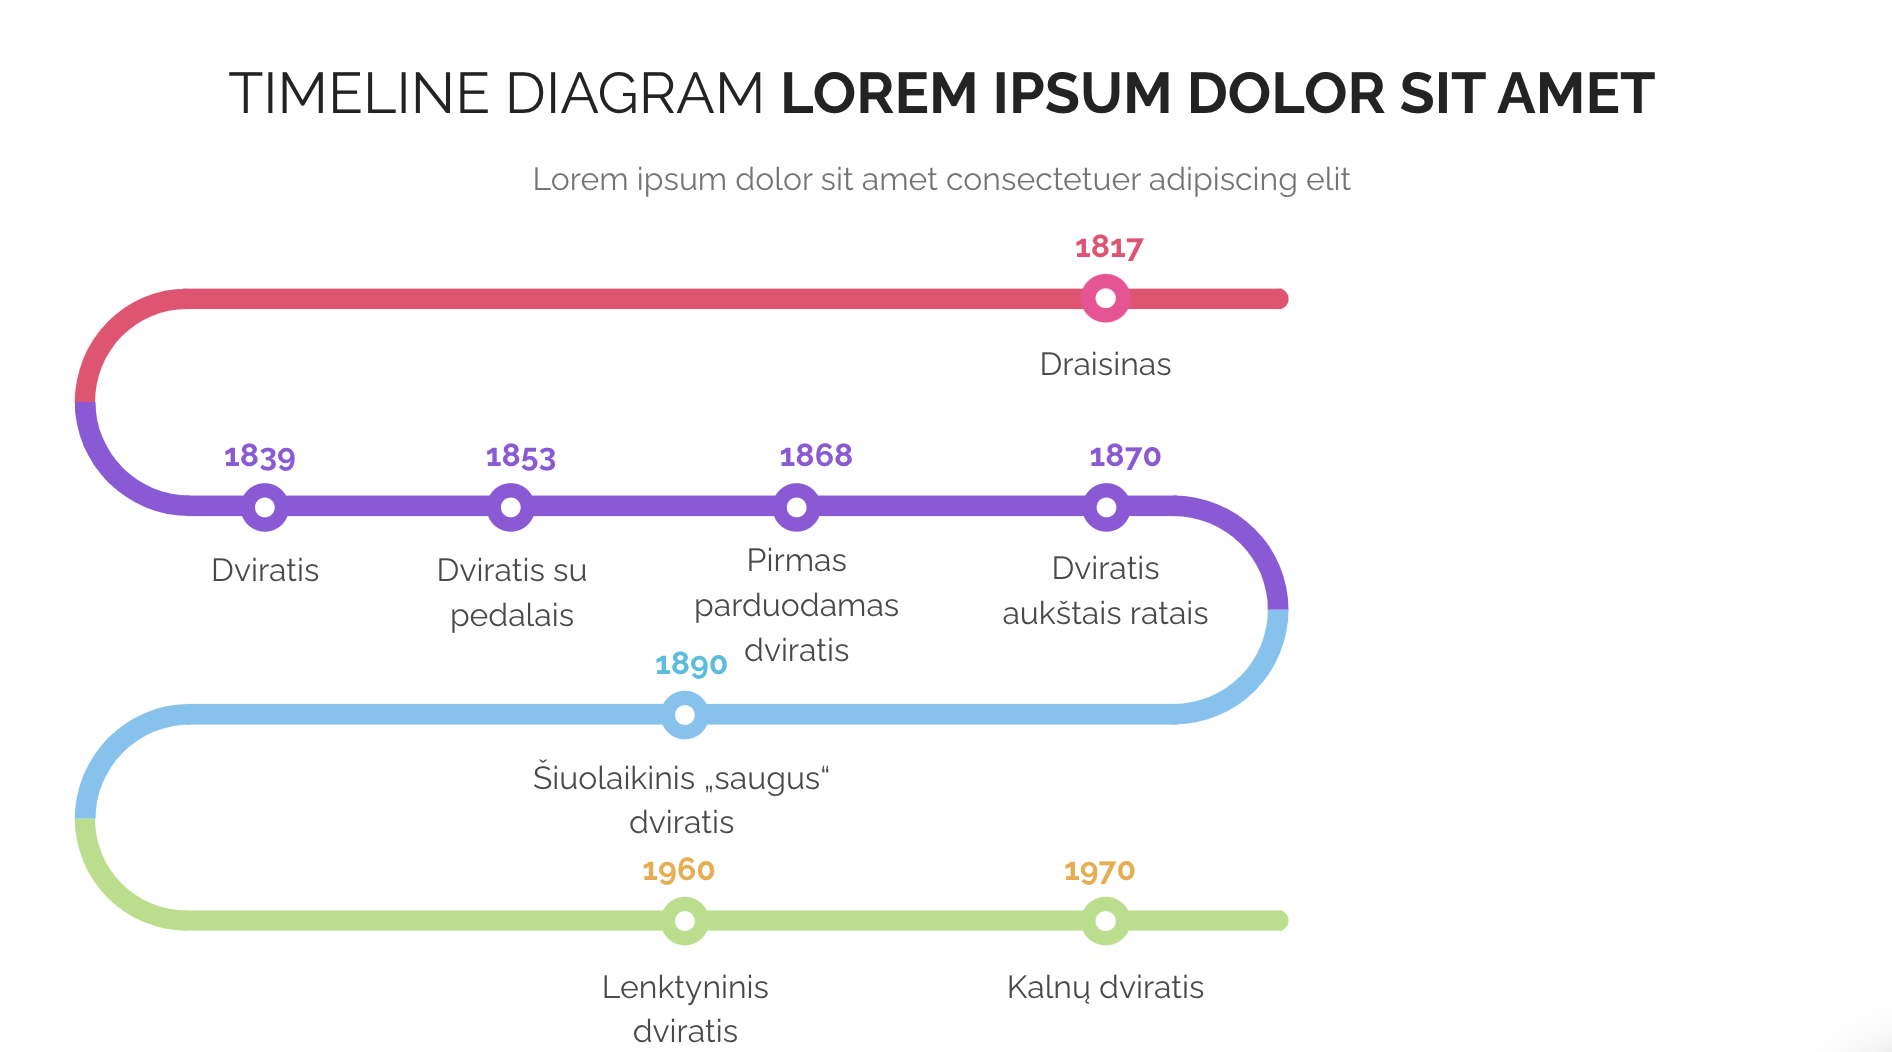 TIMELINE DIAGRAM LOREM IPSUM DOLOR SIT AMET
Lorem ipsum dolor sit amet consectetuer adipiscing elit
1817
Draisinas
1839
Dviratis
1853
Dviratis su
pedalais
1868
Pirmas
parduodamas
dviratis
1870
Dviratis
aukštais ratais
1890
Šiuolaikinis „saugus“
dviratis
1960
Lenktyninis
dviratis
1970
Kalnų dviratis